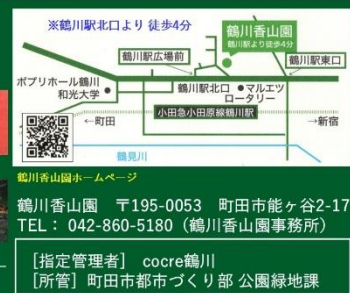 ※鶴川駅北口より 徒歩4分
鶴川香山園
鶴川駅より徒歩4分
鶴川駅広場前
鶴川駅東口
ポプリホール鶴川
和光大学
鶴川駅北口
マルエツ
ロータリー
小田急小田原線鶴川駅
←町田
→新宿
鶴見川
鶴川香山園ホームページ
鶴川香山園 〒195-0053 町田市能ヶ谷2-17
TEL: 042-860-5180(鶴川香山園事務所)
[指定管理者] cocre鶴川
[所管] 町田市都市づくり部 公園緑地課